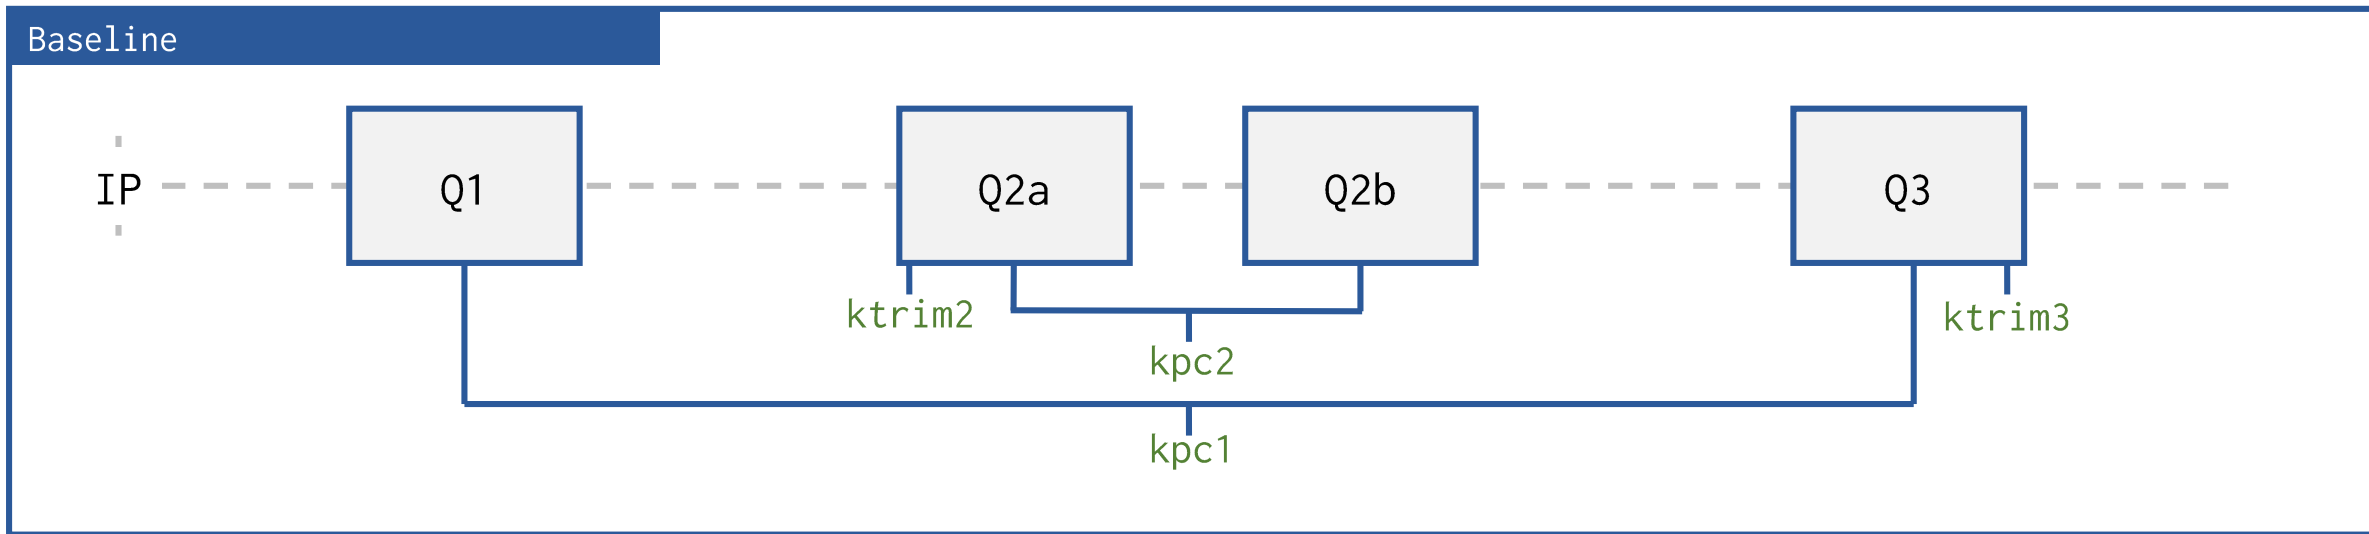 Baseline
IP
Q1
Q2a
Q2b
Q3
ktrim2
ktrim3
kpc2
kpc1